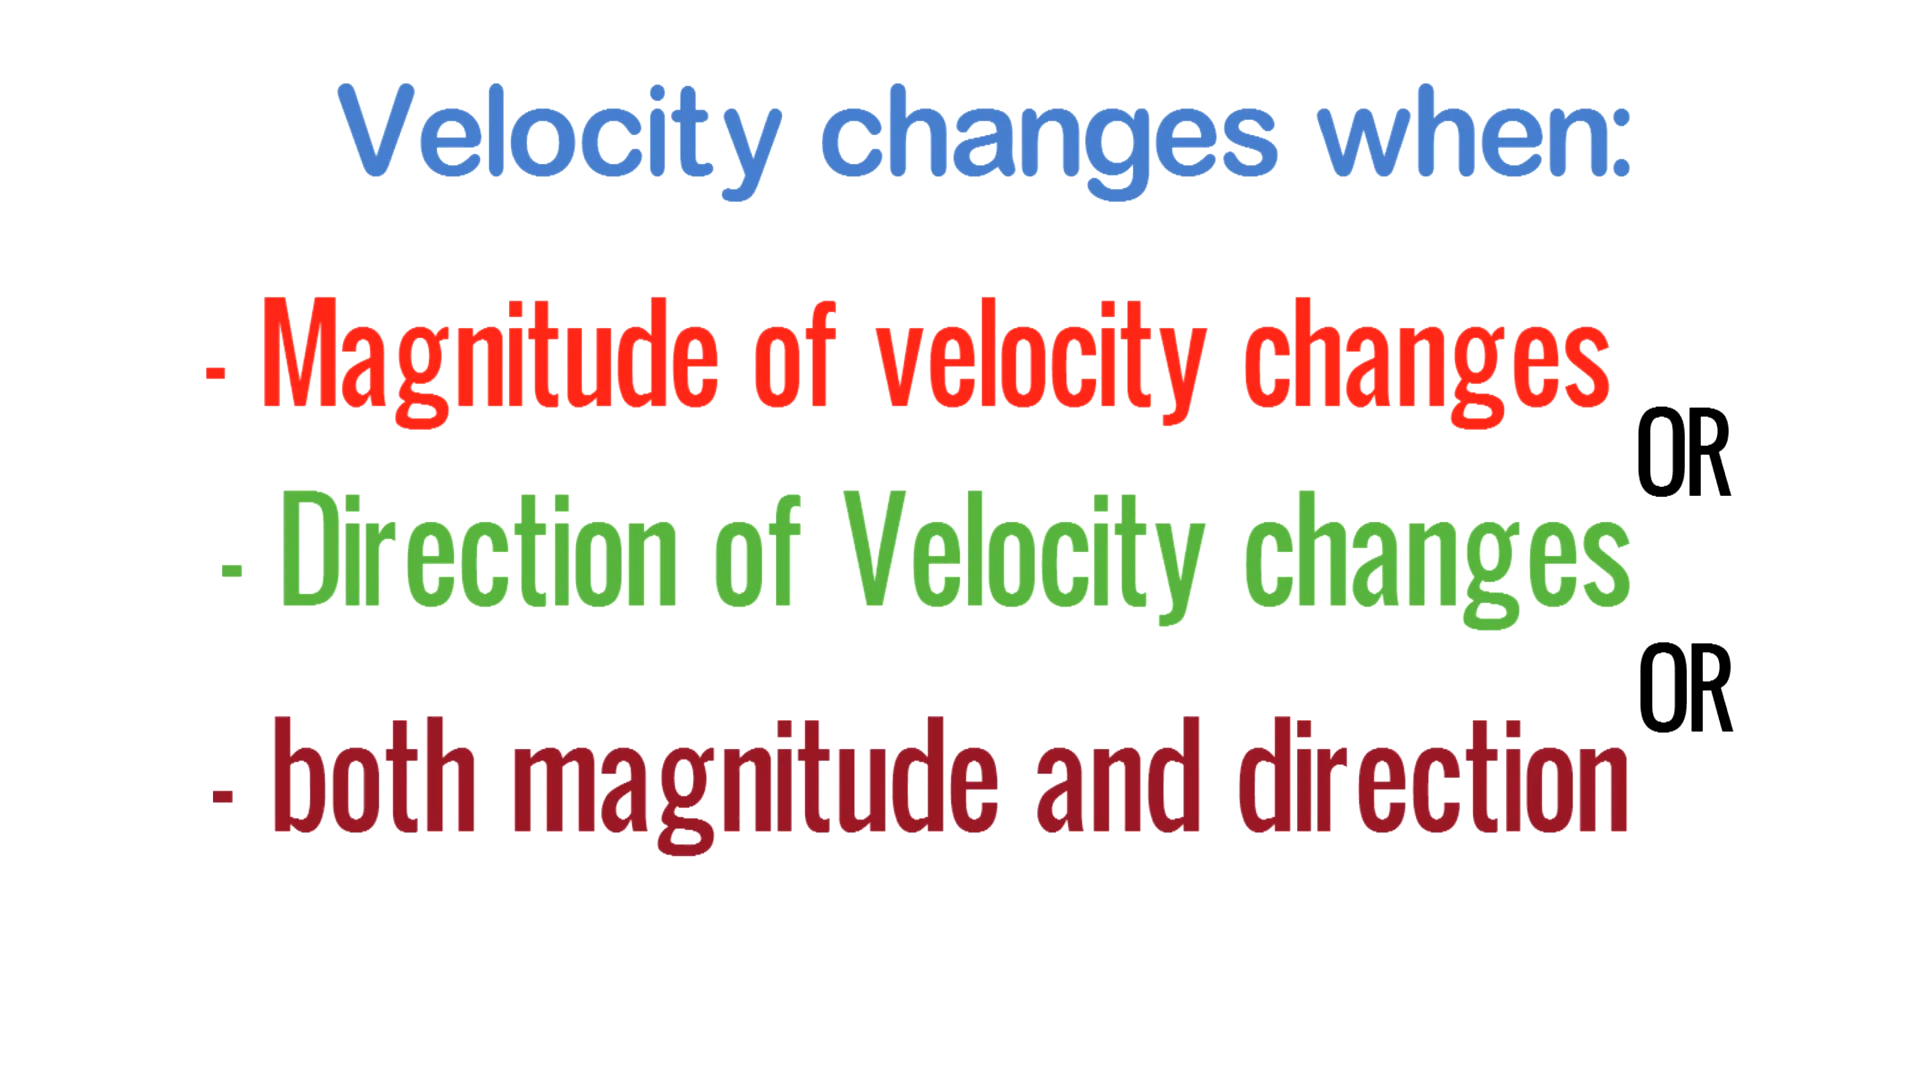 Velocity changes when:
- Magnitude of velocity changes
OR
- Direction of Velocity changes
OR
- both magnitude and direction